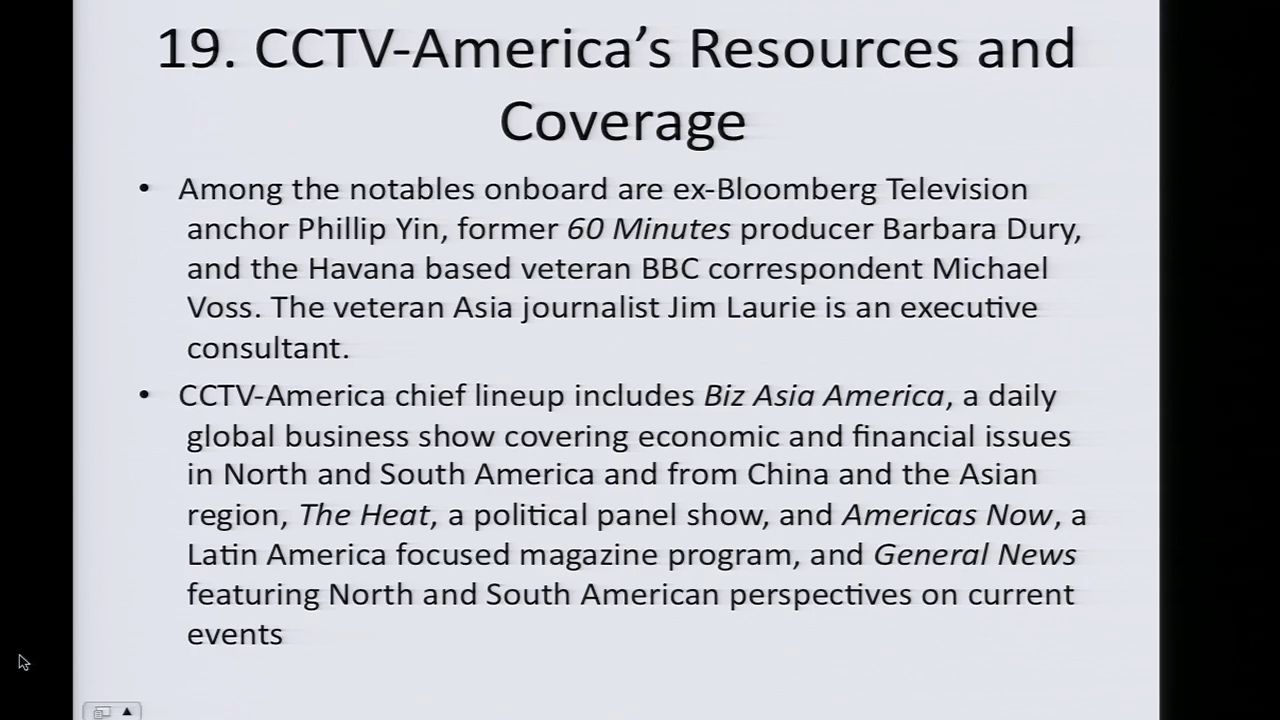 19. CCTV-America’s Resources and
Coverage
• Among the notables onboard are ex-Bloomberg Television
anchor Phillip Yin, former 60 Minutes producer Barbara Dury,
and the Havana based veteran BBC correspondent Michael
Voss. The veteran Asia journalist Jim Laurie is an executive
consultant.
• CCTV-America chief lineup includes Biz Asia America, a daily
global business show covering economic and financial issues
in North and South America and from China and the Asian
region, The Heat, a political panel show, and Americas Now, a
Latin America focused magazine program, and General News
featuring North and South American perspectives on current
events